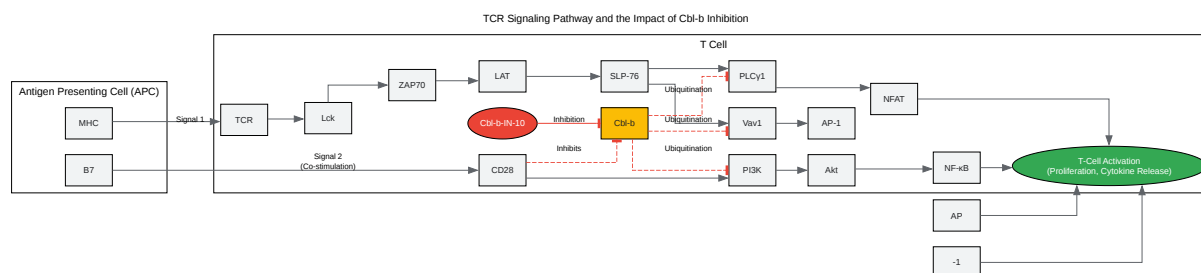 TCR Signaling Pathway and the Impact of Cbl-b Inhibition
T Cell
Antigen Presenting Cell (APC)
MHC
B7
Signal 1
TCR
Lck
ZAP70
LAT
SLP-76
PLCγ1
NFAT
Cbl-b-IN-10
Inhibition
Cbl-b
Ubiquitination
Ubiquitination
Ubiquitination
Vav1
AP-1
Signal 2
(Co-stimulation)
Inhibits
CD28
PI3K
Akt
NF-κB
T-Cell Activation
(Proliferation, Cytokine Release)
AP
-1